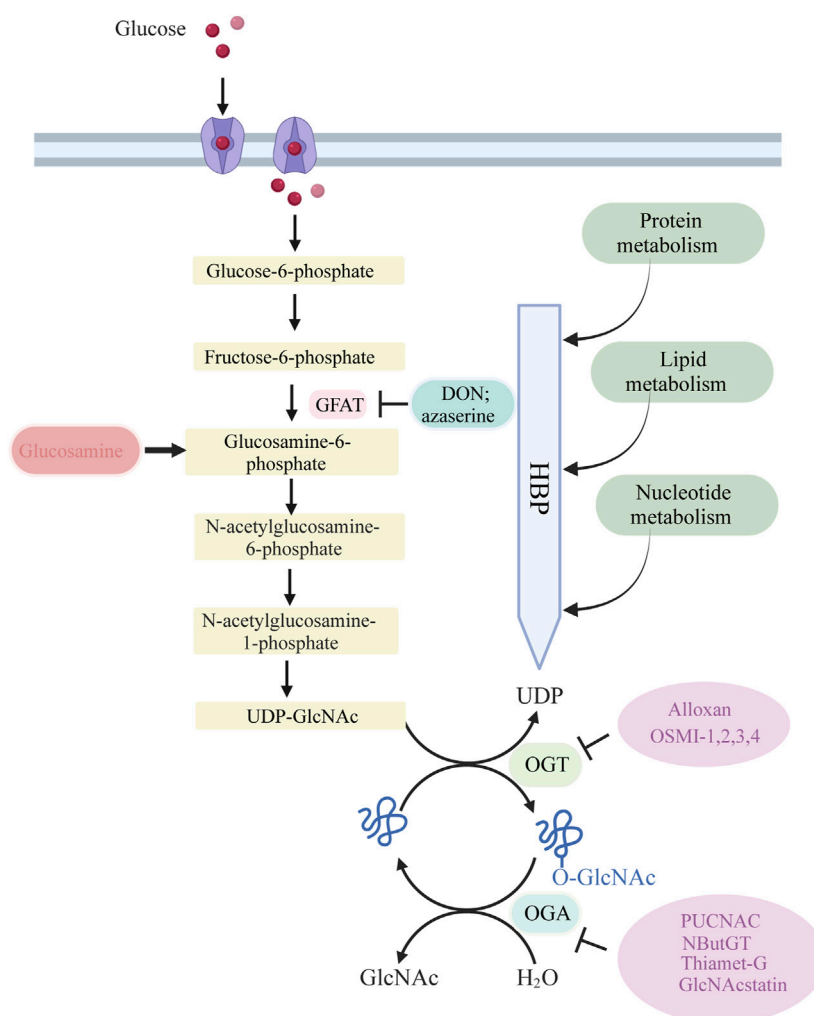 Glucose
Protein
metabolism
Glucose-6-phosphate
Fructose-6-phosphate
Lipid
metabolism
GFAT
DON;
azaserine
Glucosamine
Glucosamine-6-
phosphate
HBP
Nucleotide
metabolism
N-acetylglucosamine-
6-phosphate
N-acetylglucosamine-
1-phosphate
UDP-GlcNAc
UDP
Alloxan
OSMI-1,2,3,4
OGT
O-GlcNAc
OGA
PUCNAC
NButGT
Thiamet-G
GlcNAcstatin
GlcNAc
H₂O